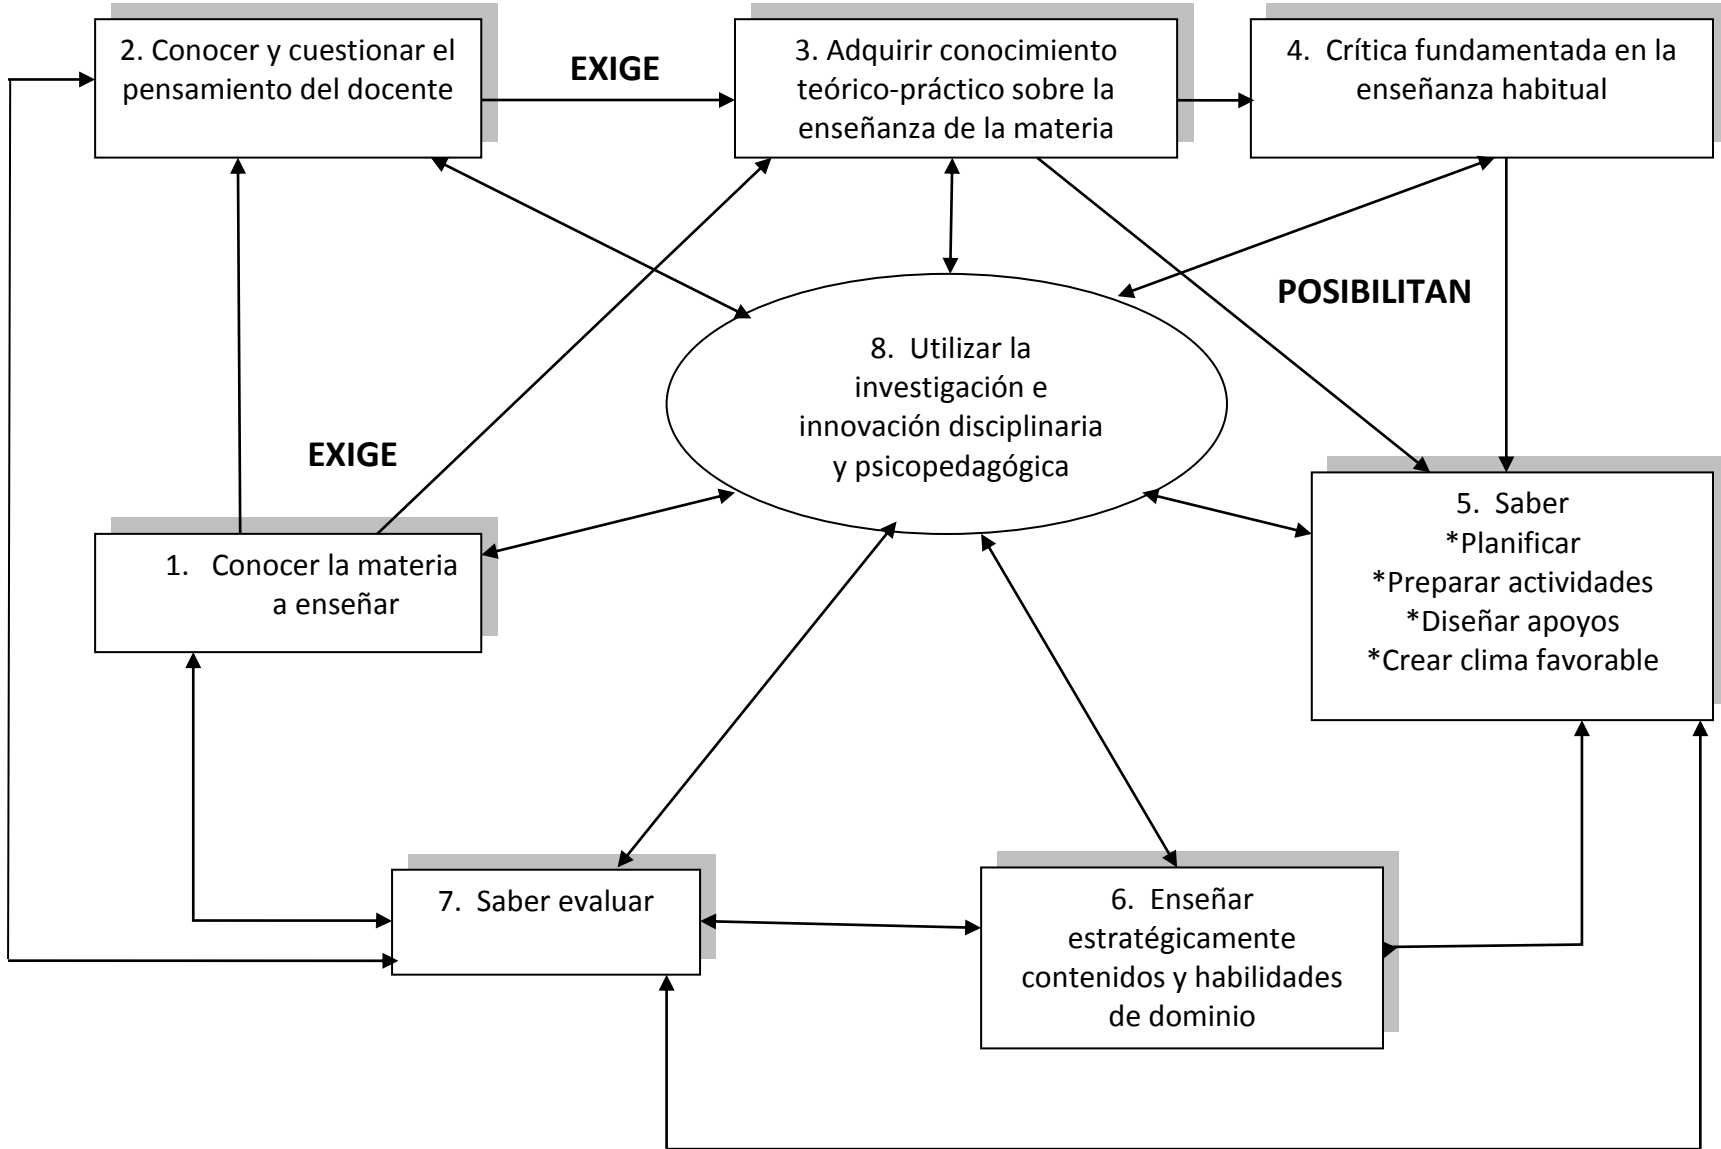 2. Conocer y cuestionar el
pensamiento del docente
EXIGE
3. Adquirir conocimiento
teórico-práctico sobre la
enseñanza de la materia
4. Crítica fundamentada en la
enseñanza habitual
POSIBILITAN
8. Utilizar la
investigación e
innovación disciplinaria
y psicopedagógica
EXIGE
1. Conocer la materia
a enseñar
5. Saber
*Planificar
*Preparar actividades
*Diseñar apoyos
*Crear clima favorable
7. Saber evaluar
6. Enseñar
estratégicamente
contenidos y habilidades
de dominio